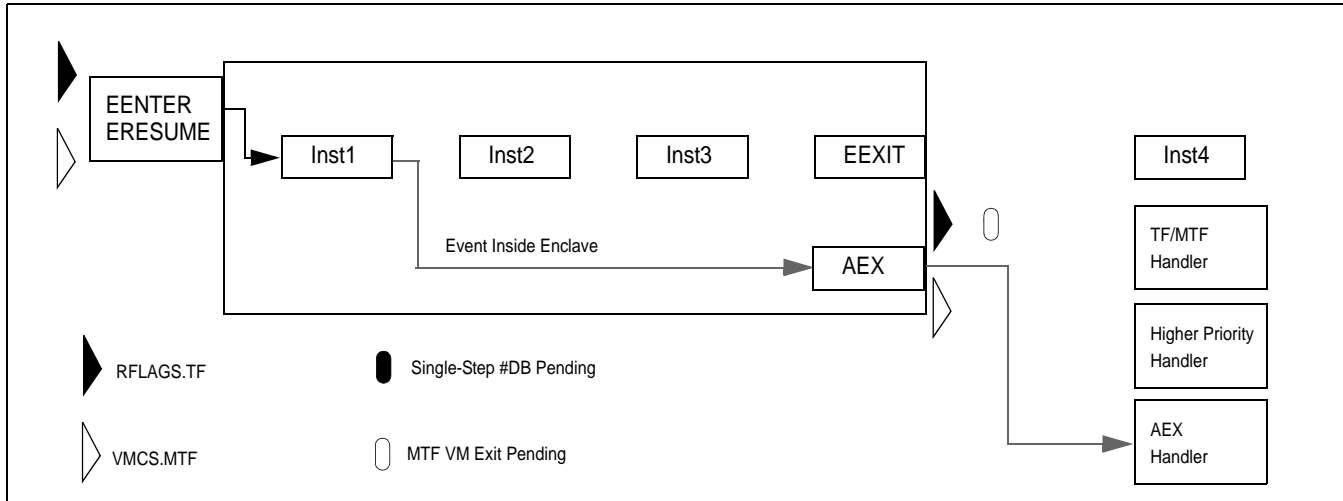 EENTER
ERESUME
Inst1
Inst2
Inst3
EEXIT
Inst4
Event Inside Enclave
AEX
TF/MTF
Handler
Higher Priority
Handler
AEX
Handler
RFLAGS.TF
Single-Step #DB Pending
VMCS.MTF
MTF VM Exit Pending